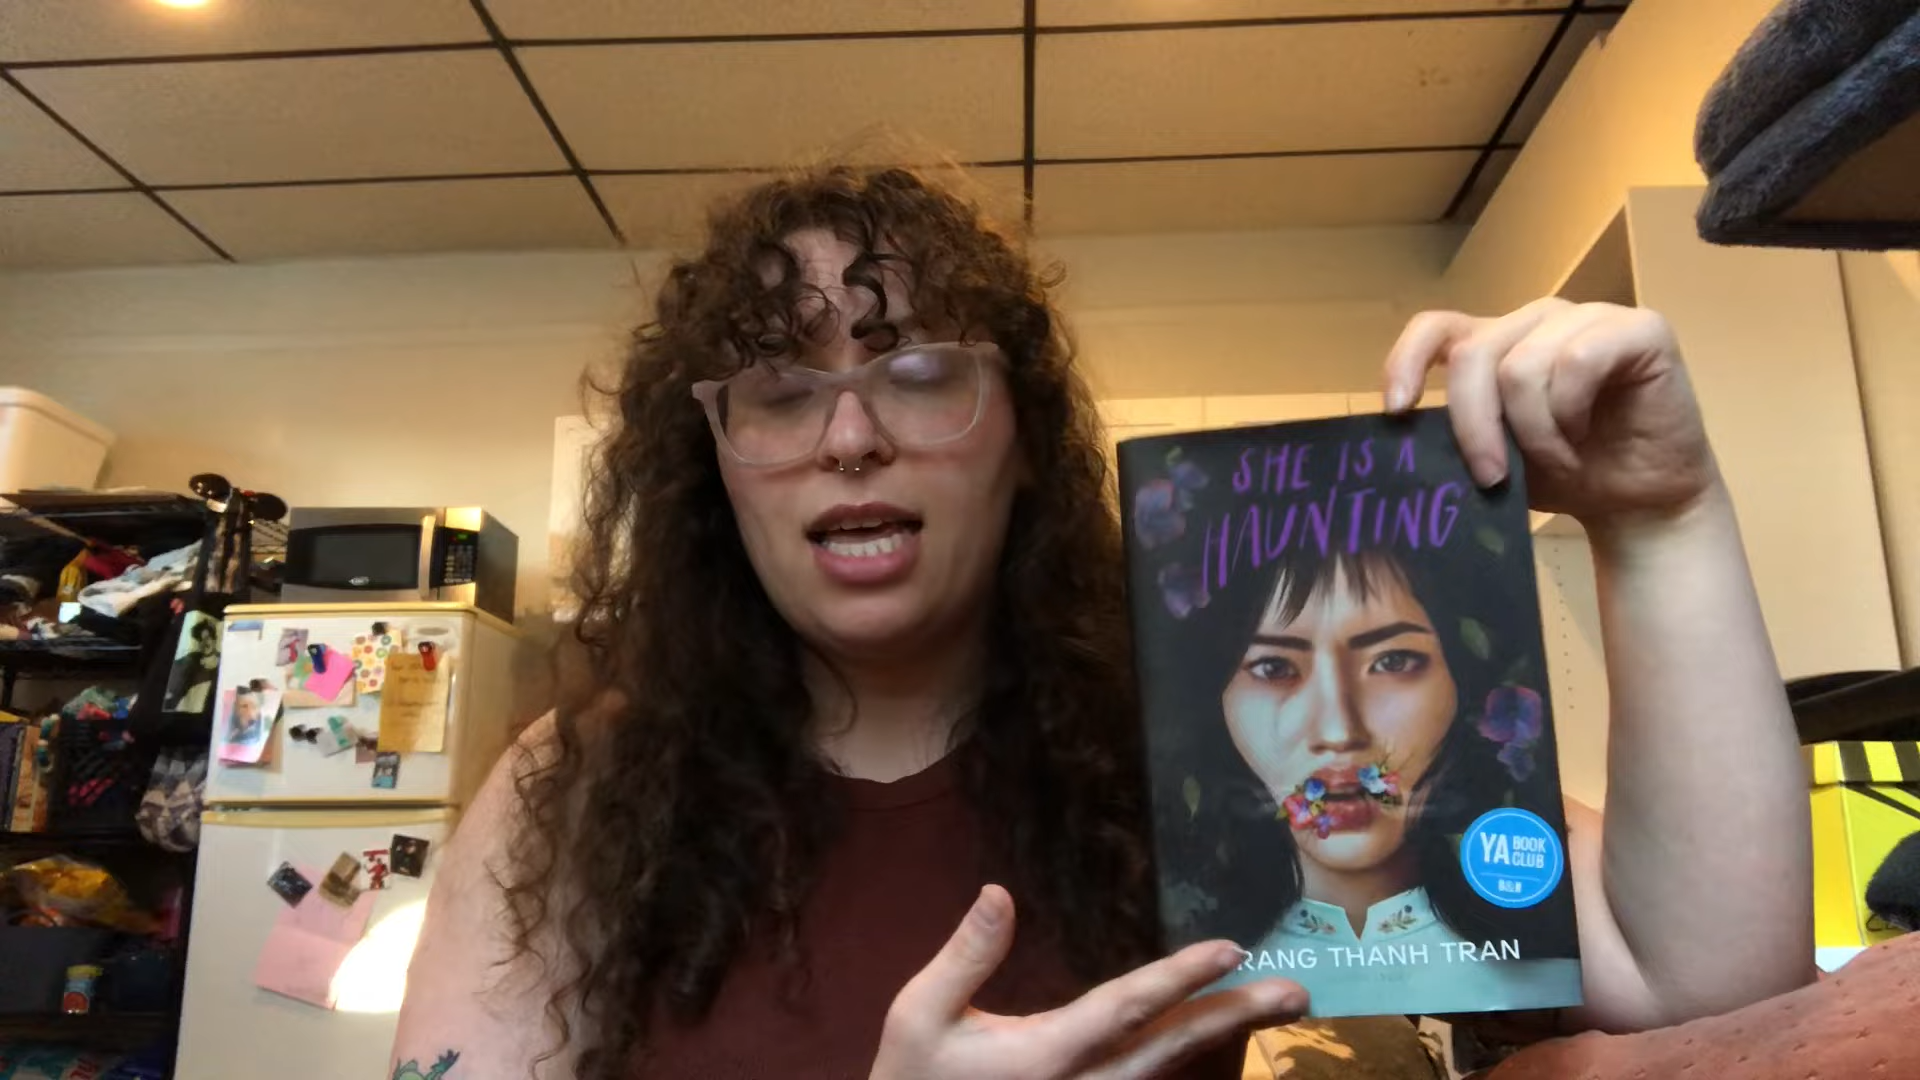 SHE IS A
HAUNTING
YA BOOK
CLUB
B&N
RANG THANH TRAN